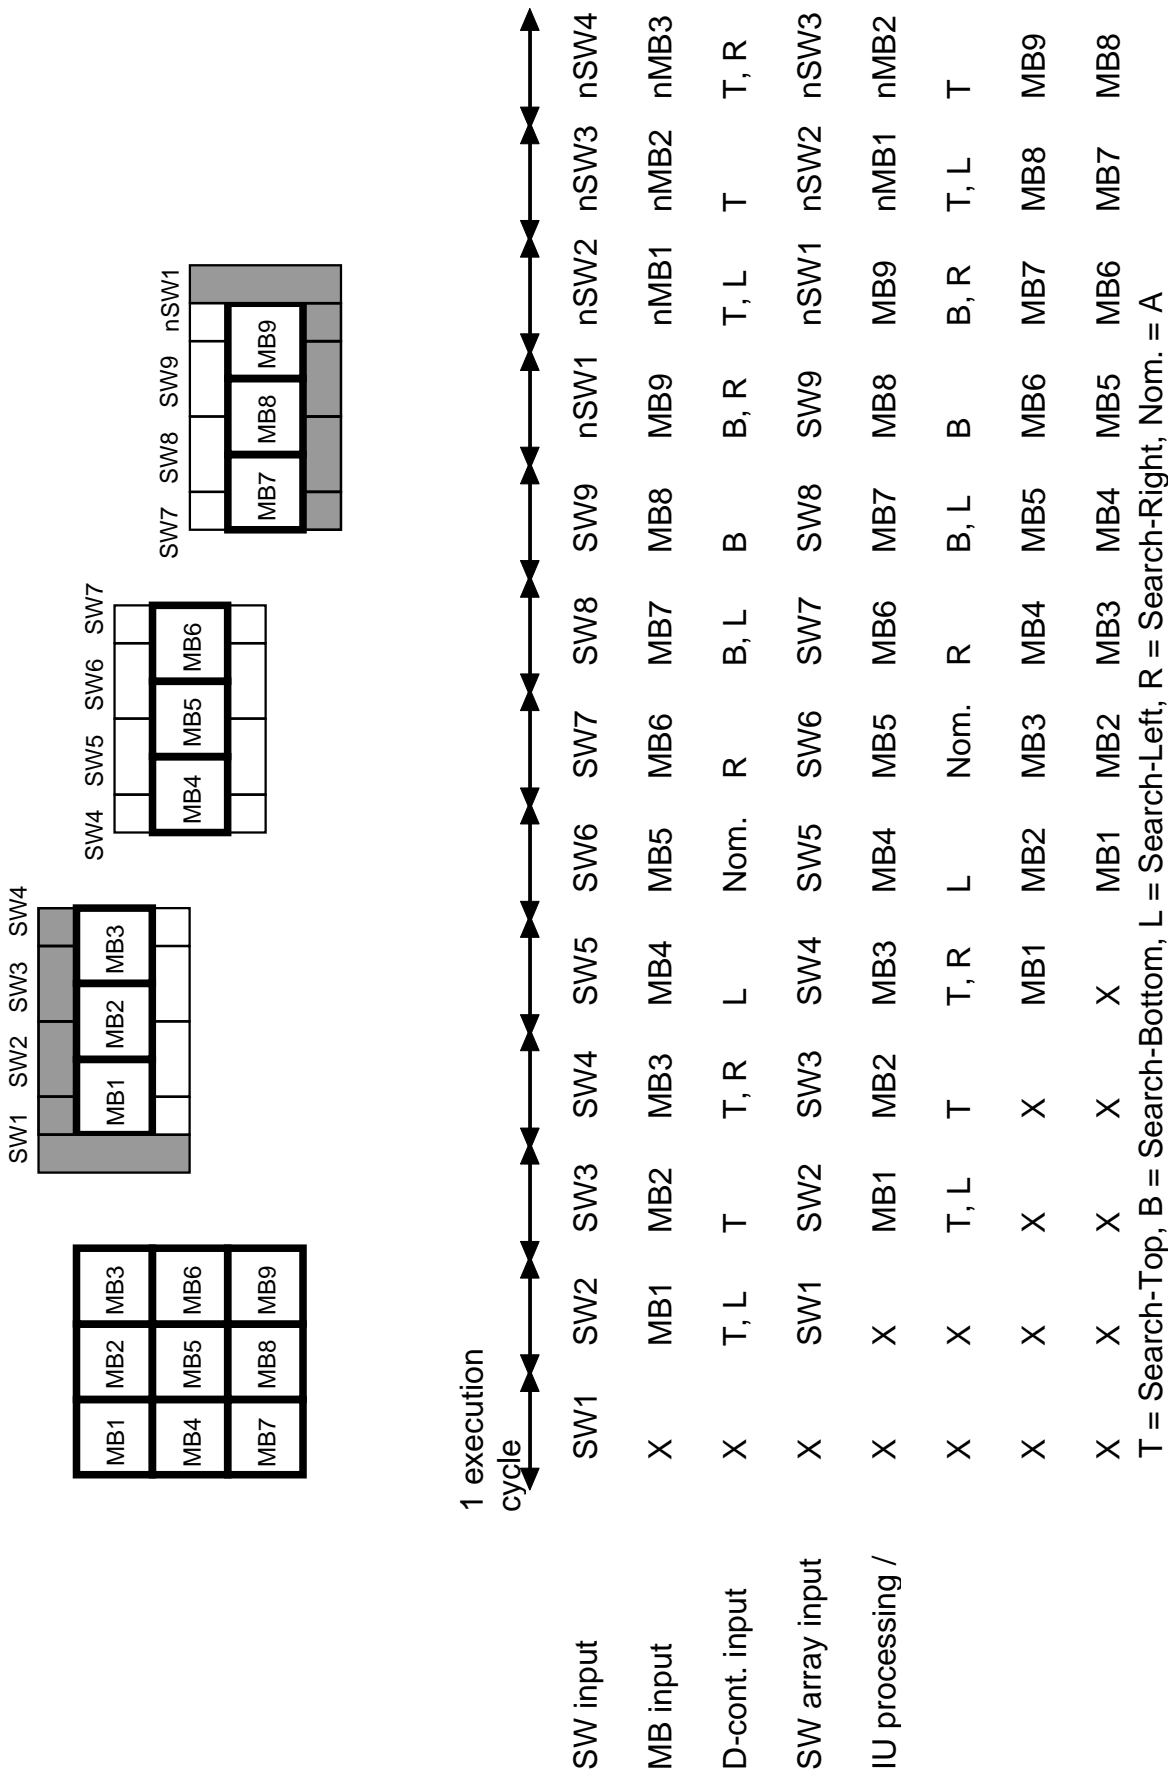 SW1 SW2 SW3 SW4
SW4 SW5 SW6 SW7
SW7 SW8 SW9 nSW1
MB1 MB2 MB3
MB4 MB5 MB6
MB7 MB8 MB9
MB1 MB2 MB3
MB4 MB5 MB6
MB7 MB8 MB9
1 execution
cycle
SW input SW1 SW2 SW3 SW4 SW5 SW6 SW7 SW8 SW9 nSW1 nSW2 nSW3 nSW4
MB input X MB1 MB2 MB3 MB4 MB5 MB6 MB7 MB8 MB9 nMB1 nMB2 nMB3
D-cont. input X T, L T T, R L Nom. R B, L B B, R T, L T T, R
SW array input X SW1 SW2 SW3 SW4 SW5 SW6 SW7 SW8 SW9 nSW1 nSW2 nSW3
IU processing / X X MB1 MB2 MB3 MB4 MB5 MB6 MB7 MB8 MB9 nMB1 nMB2
X X T, L T T, R L Nom. R B, L B B, R T, L T
X X X X MB1 MB2 MB3 MB4 MB5 MB6 MB7 MB8 MB9
X X X X X MB1 MB2 MB3 MB4 MB5 MB6 MB7 MB8
T = Search-Top, B = Search-Bottom, L = Search-Left, R = Search-Right, Nom. = A